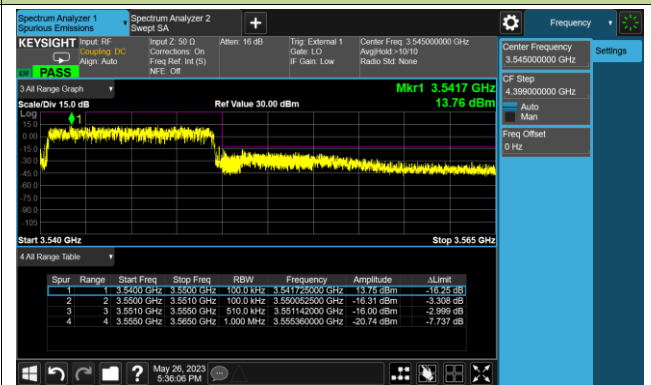 Spectrum Analyzer 1
Spurious Emissions
Spectrum Analyzer 2
Swept SA
+
Frequency
KEYSIGHT
Input: RF
Coupling: DC
Align: Auto
Input Z: 50 Ω
Corrections: On
Freq Ref: Int (S)
NFE: Off
Atten: 16 dB
Trig: External 1
Gate: LO
IF Gain: Low
Center Freq: 3.545000000 GHz
Avg|Hold:>10/10
Radio Std: None
PASS
Center Frequency
3.545000000 GHz
Settings
CF Step
4.399000000 GHz
Auto
Man
Freq Offset
0 Hz
3 All Range Graph
Mkr1 3.5417 GHz
13.76 dBm
Scale/Div 15.0 dB
Ref Value 30.00 dBm
Log
1
15.0
0.00
-15.0
-30.0
-45.0
-60.0
-75.0
-90.0
-105
Start 3.540 GHz
Stop 3.565 GHz
4 All Range Table
Spur Range Start Freq Stop Freq RBW Frequency Amplitude ΔLimit
1 1 3.5400 GHz 3.5500 GHz 100.0 kHz 3.541725000 GHz 13.75 dBm -16.25 dB
2 2 3.5500 GHz 3.5510 GHz 100.0 kHz 3.550052500 GHz -16.31 dBm -3.308 dB
3 3 3.5510 GHz 3.5550 GHz 510.0 kHz 3.551142000 GHz -16.00 dBm -2.999 dB
4 4 3.5550 GHz 3.5650 GHz 1.000 MHz 3.555360000 GHz -20.74 dBm -7.737 dB
?
May 26, 2023
5:36:06 PM